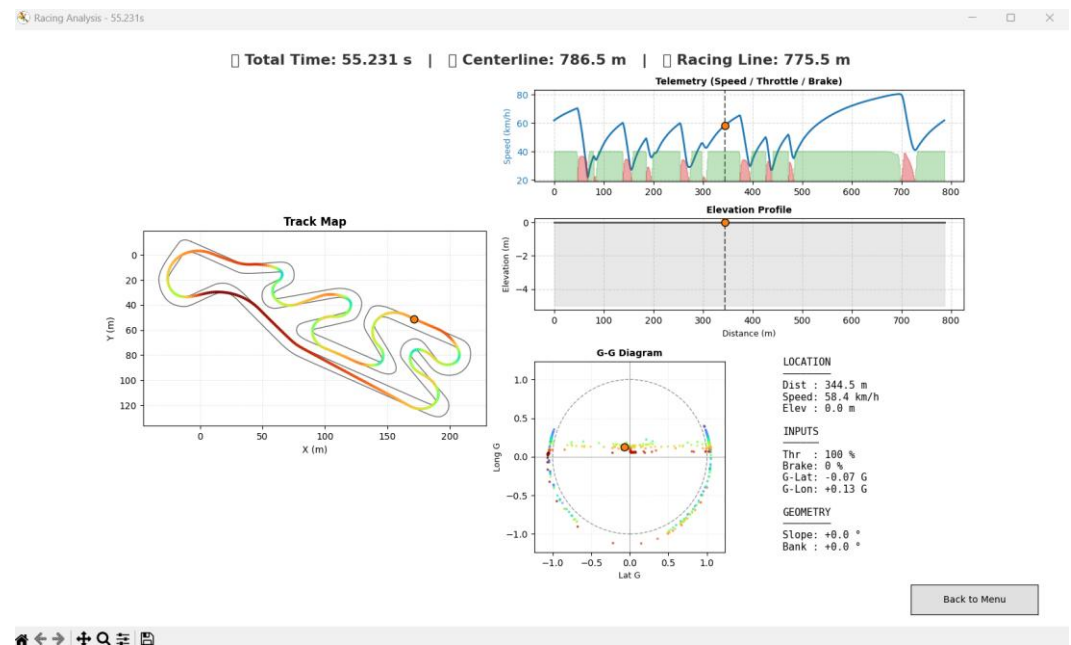 Racing Analysis - 55.231s
▯ Total Time: 55.231 s | ▯ Centerline: 786.5 m | ▯ Racing Line: 775.5 m
Telemetry (Speed / Throttle / Brake)
Speed (km/h)
80
60
40
20
0 100 200 300 400 500 600 700 800
Elevation Profile
Elevation (m)
0
−2
−4
0 100 200 300 400 500 600 700 800
Distance (m)
Track Map
Y (m)
0
20
40
60
80
100
120
0 50 100 150 200
X (m)
G-G Diagram
Long G
1.0
0.5
0.0
−0.5
−1.0
−1.0 −0.5 0.0 0.5 1.0
Lat G
LOCATION
Dist : 344.5 m
Speed: 58.4 km/h
Elev : 0.0 m
INPUTS
Thr : 100 %
Brake: 0 %
G-Lat: -0.07 G
G-Lon: +0.13 G
GEOMETRY
Slope: +0.0 °
Bank : +0.0 °
Back to Menu